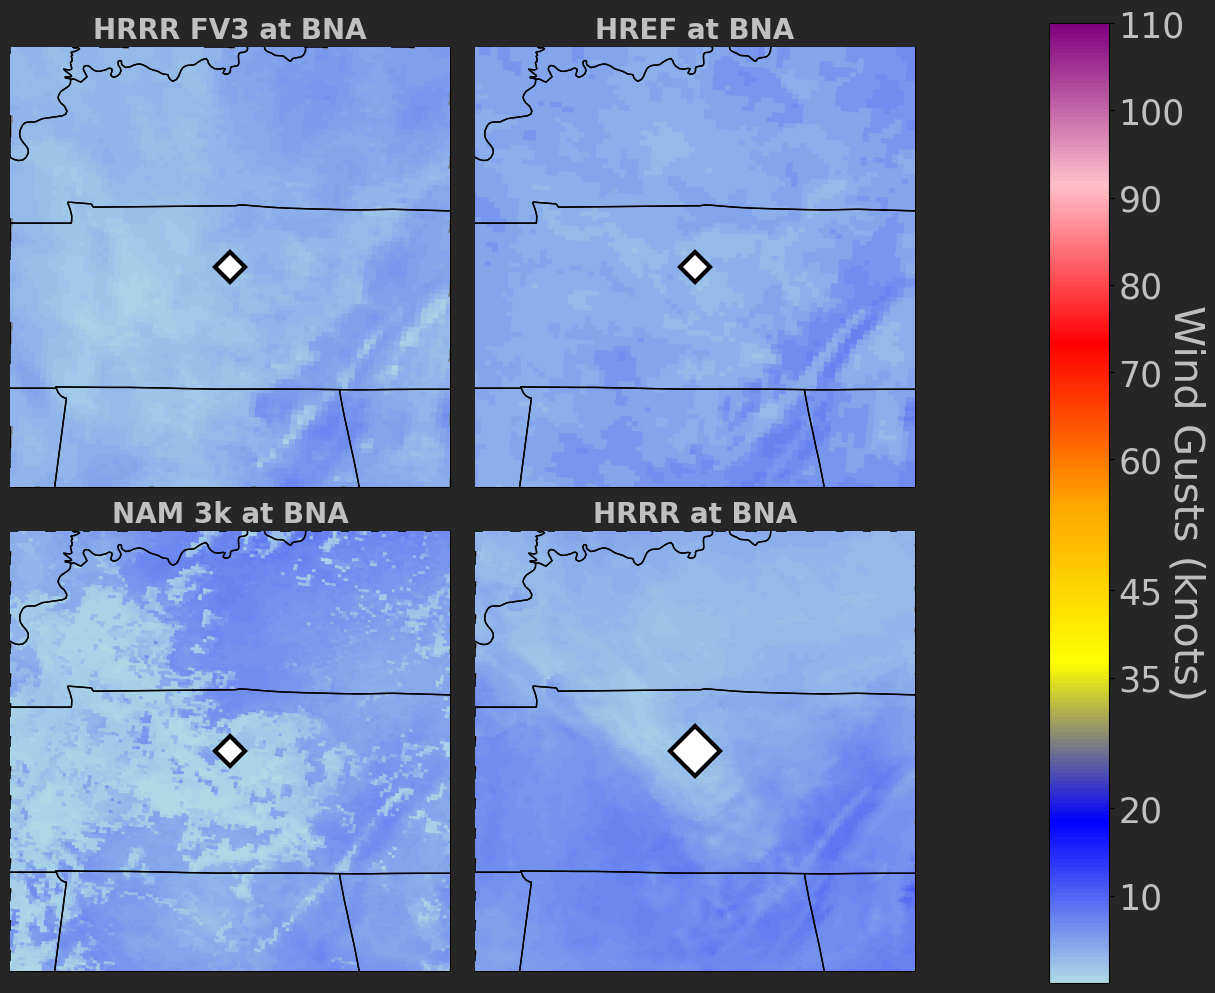 HRRR FV3 at BNA
HREF at BNA
NAM 3k at BNA
HRRR at BNA
110
100
90
80
70
60
45
35
20
10
Wind Gusts (knots)